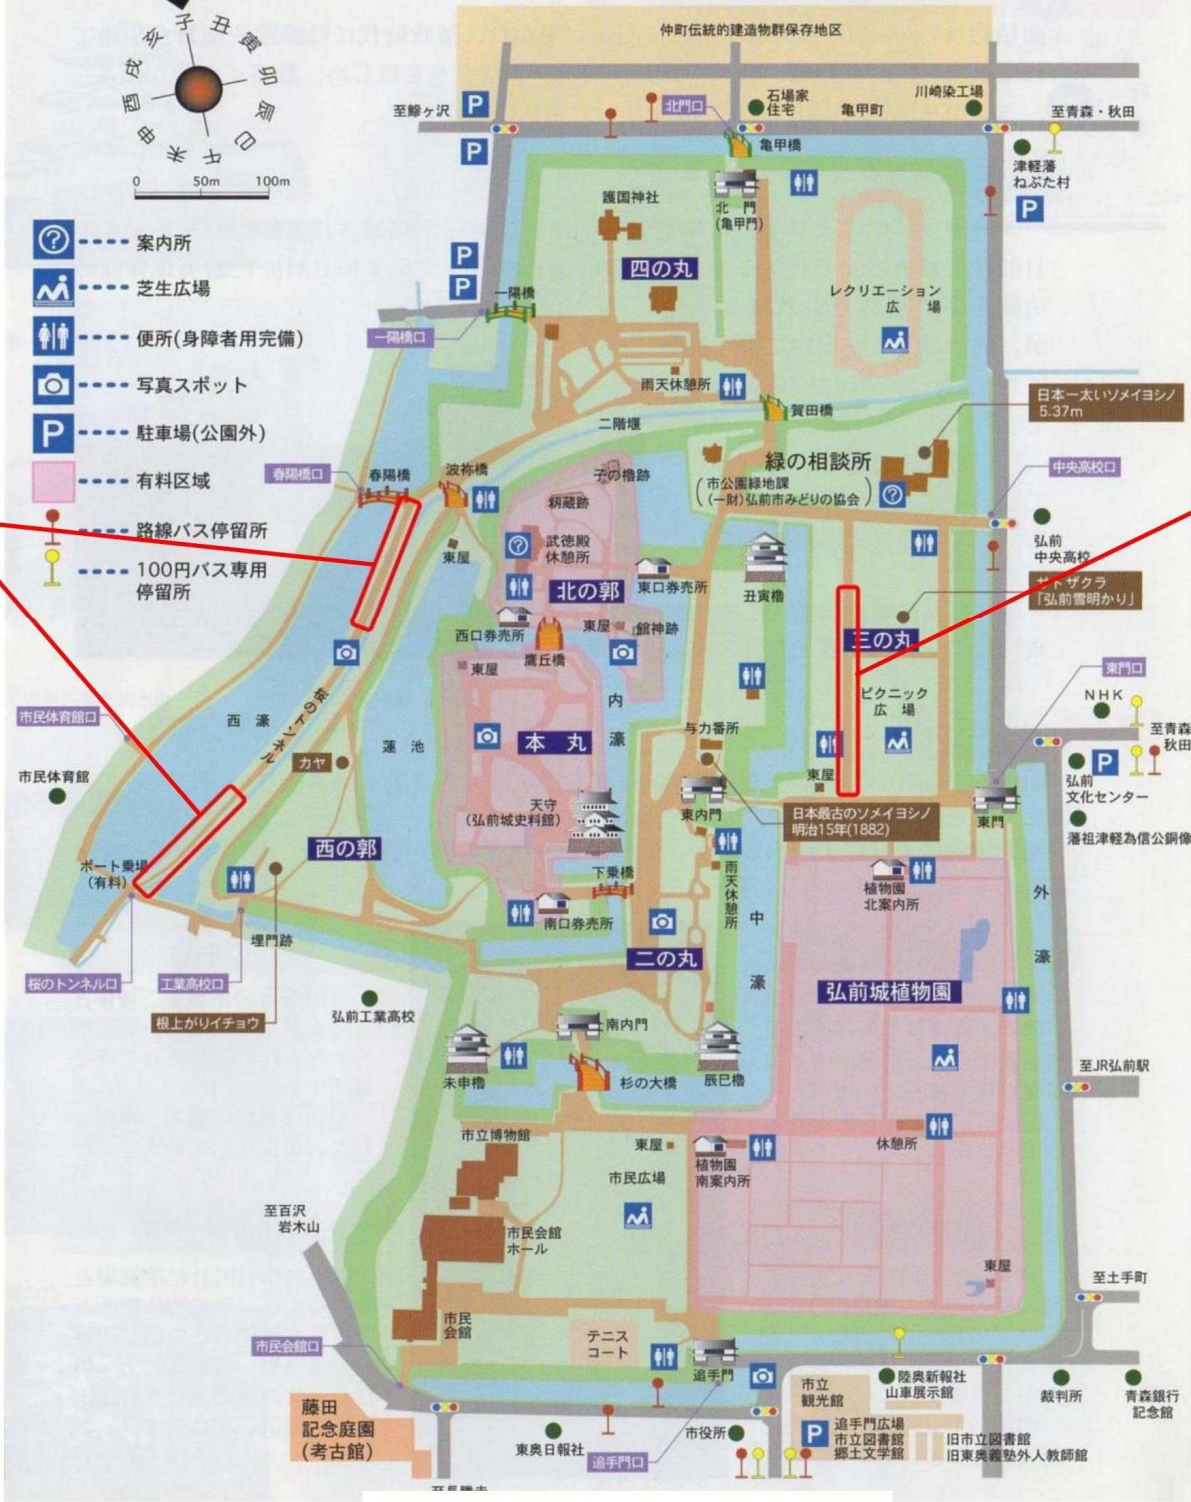 仲町伝統的建造物群保存地区
子
丑
寅
卯
辰
巳
午
未
申
酉
戌
亥
0 50m 100m
?
案内所
芝生広場
便所(身障者用完備)
写真スポット
P
駐車場(公園外)
有料区域
路線バス停留所
100円バス専用
停留所
至鰺ヶ沢
P
P
北門口
石場家
住宅
亀甲町
川崎染工場
至青森・秋田
亀甲橋
津軽藩
ねぷた村
P
北 門
(亀甲門)
護国神社
四の丸
レクリエーション
広 場
P
P
一陽橋
一陽橋口
雨天休憩所
賀田橋
二階堰
日本一太いソメイヨシノ
5.37m
緑の相談所
(市公園緑地課
(一財)弘前市みどりの協会)
?
中央高校口
弘前
中央高校
春陽橋口
春陽橋
波祢橋
子の櫓跡
籾蔵跡
?
武徳殿
休憩所
東屋
北の郭
東口券売所
丑寅櫓
サトザクラ
「弘前雪明かり」
西口券売所
鷹丘橋
東屋
館神跡
東屋
三の丸
ピクニック
広 場
東門口
NHK
至青森
秋田
P
弘前
文化センター
藩祖津軽為信公銅像
市民体育館口
市民体育館
西 濠
桜のトンネル
蓮 池
カヤ
本 丸
内
濠
与力番所
東内門
東屋
東門
日本最古のソメイヨシノ
明治15年(1882)
天守
(弘前城史料館)
西の郭
ボート乗場
(有料)
下乗橋
雨天休憩所
植物園
北案内所
南口券売所
中
濠
外
濠
埋門跡
桜のトンネル口
工業高校口
根上がりイチョウ
弘前工業高校
二の丸
弘前城植物園
南内門
未申櫓
杉の大橋
辰巳櫓
至JR弘前駅
市立博物館
東屋
植物園
南案内所
休憩所
市民広場
至百沢
岩木山
市民会館
ホール
東屋
至土手町
市民
会館
テニス
コート
市民会館口
追手門
藤田
記念庭園
(考古館)
市立
観光館
陸奥新報社
山車展示館
裁判所
青森銀行
記念館
東奥日報社
市役所
追手門口
P
追手門広場
市立図書館
郷土文学館
旧市立図書館
旧東奥義塾外人教師館